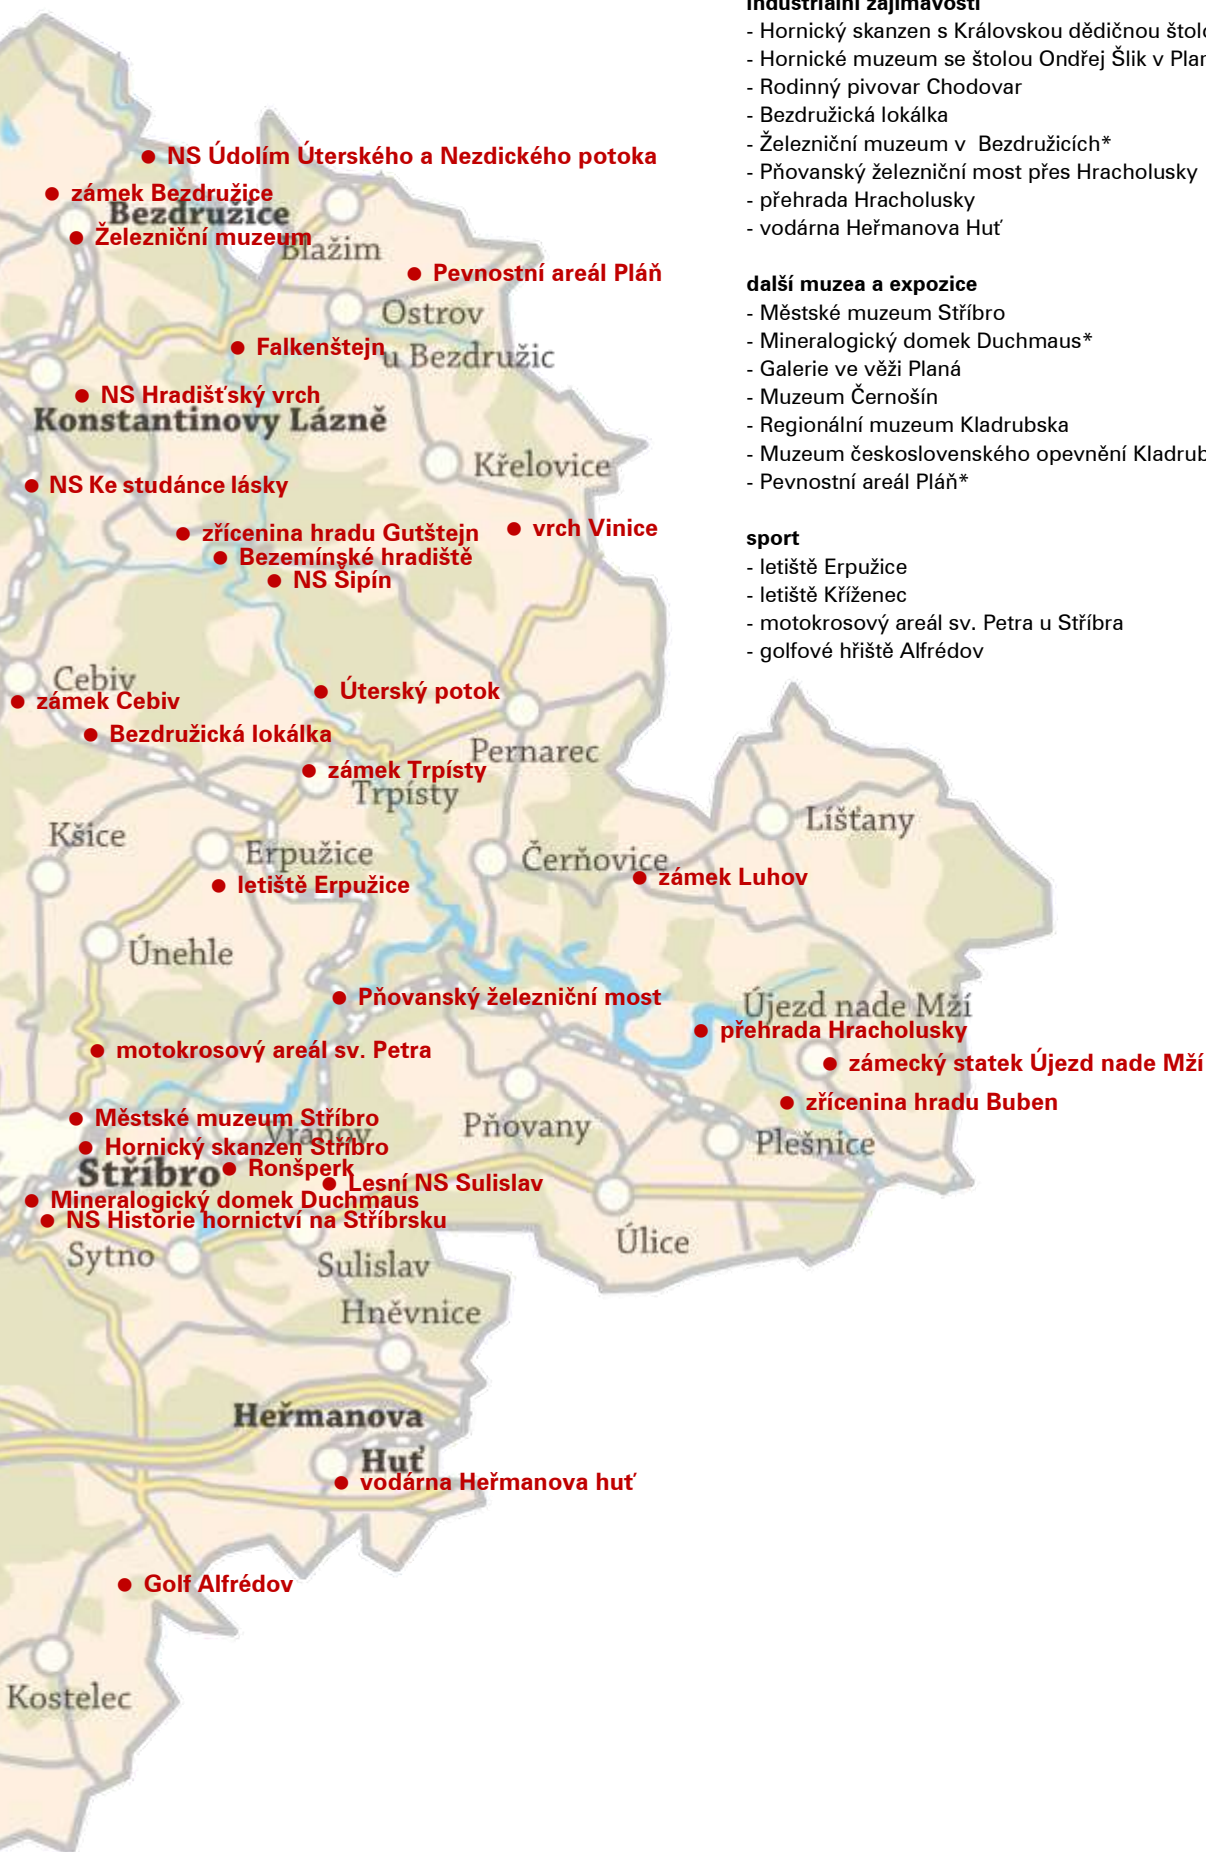 industriální zajímavosti
- Hornický skanzen s Královskou dědičnou
- Hornické muzeum se štolou Ondřej Šlik v
- Rodinný pivovar Chodovar
- Bezdružická lokálka
- Železniční muzeum v Bezdružicích*
- Pňovanský železniční most přes Hracholusky
- přehrada Hracholusky
- vodárna Heřmanova Huť
další muzea a expozice
- Městské muzeum Stříbro
- Mineralogický domek Duchmaus*
- Galerie ve věži Planá
- Muzeum Černošín
- Regionální muzeum Kladrubska
- Muzeum československého opevnění
- Pevnostní areál Pláň*
sport
- letiště Erpužice
- letiště Kříženec
- motokrosový areál sv. Petra u Stříbra
- golfové hřiště Alfrédov
NS Údolím Úterského a Nezdického potoka
zámek Bezdružice
Bezdružice
Železniční muzeum
Blažim
Pevnostní areál Pláň
Ostrov
u Bezdružic
Falkenštejn
NS Hradišťský vrch
Konstantinovy Lázně
Křelovice
NS Ke studánce lásky
zřícenina hradu Gutštejn
vrch Vinice
Bezemínské hradiště
NS Šipín
Cebiv
zámek Cebiv
Úterský potok
Bezdružická lokálka
Pernarec
zámek Trpísty
Trpísty
Líšťany
Kšice
Erpužice
Černovice
zámek Luhov
letiště Erpužice
Únehle
Pňovanský železniční most
Újezd nade Mží
přehrada Hracholusky
motokrosový areál sv. Petra
zámecký statek Újezd nade Mží
zřícenina hradu Buben
Městské muzeum Stříbro
Vranov
Pňovany
Plešnice
Hornický skanzen Stříbro
Stříbro
Ronšperk
Lesní NS Sulislav
Mineralogický domek Duchmaus
NS Historie hornictví na Stříbrsku
Úlice
Sytno
Sulislav
Hněvnice
Heřmanova
Huť
vodárna Heřmanova huť
Golf Alfrédov
Kostelec